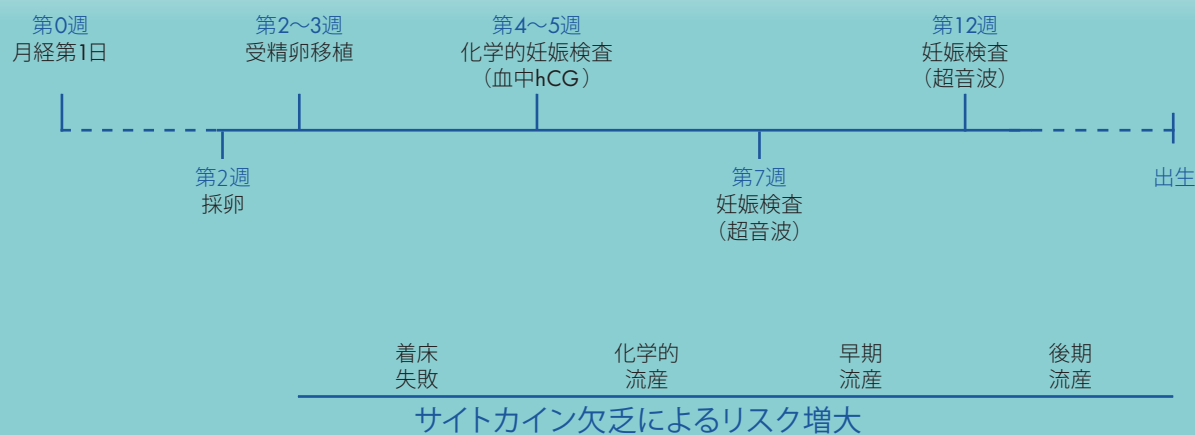 第0週
月経第1日
第2～3週
受精卵移植
第4～5週
化学的妊娠検査
（血中hCG）
第12週
妊娠検査
（超音波）
第2週
採卵
第7週
妊娠検査
（超音波）
出生
着床
失敗
化学的
流産
早期
流産
後期
流産
サイトカイン欠乏によるリスク増大